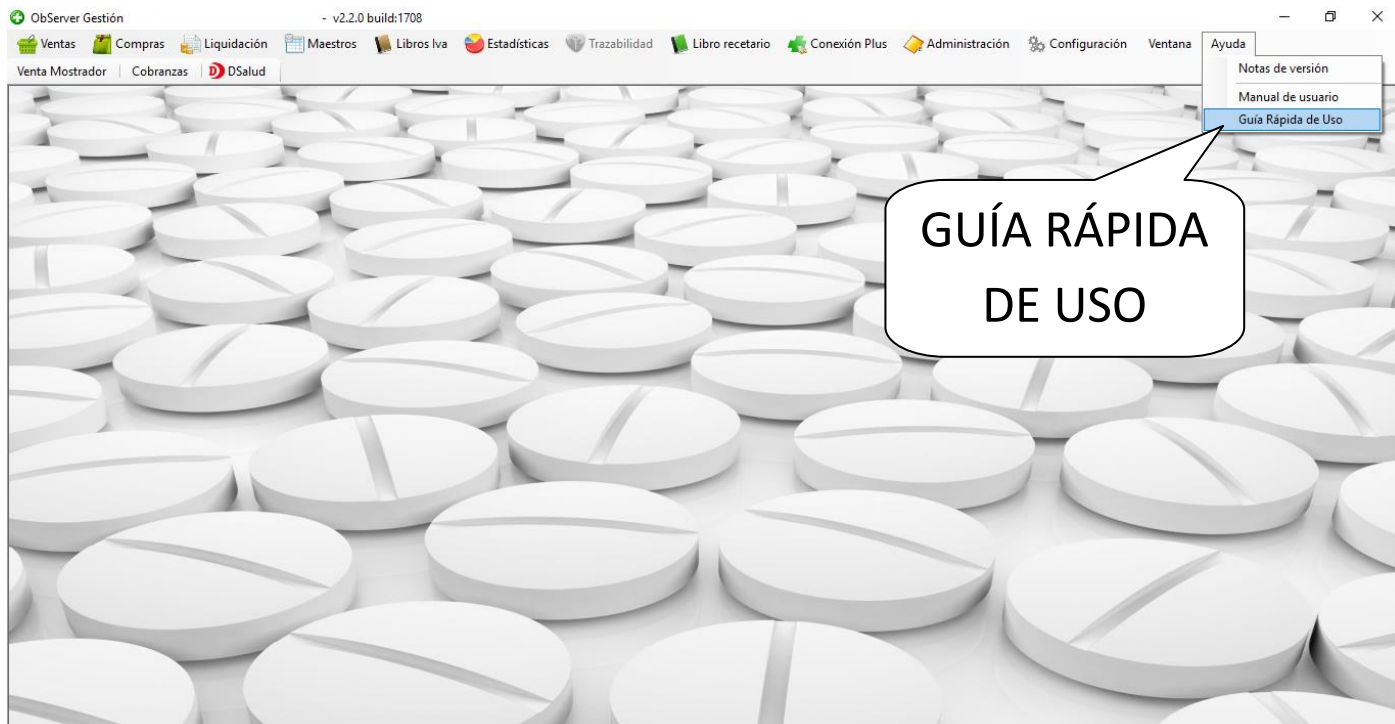 ObServer Gestión - v2.2.0 build:1708
Ventas Compras Liquidación Maestros Libros Iva Estadísticas Trazabilidad Libro recetario Conexión Plus Administración Configuración Ventana Ayuda
Venta Mostrador Cobranzas D DSalud
Notas de versión
Manual de usuario
Guía Rápida de Uso
GUÍA RÁPIDA
DE USO